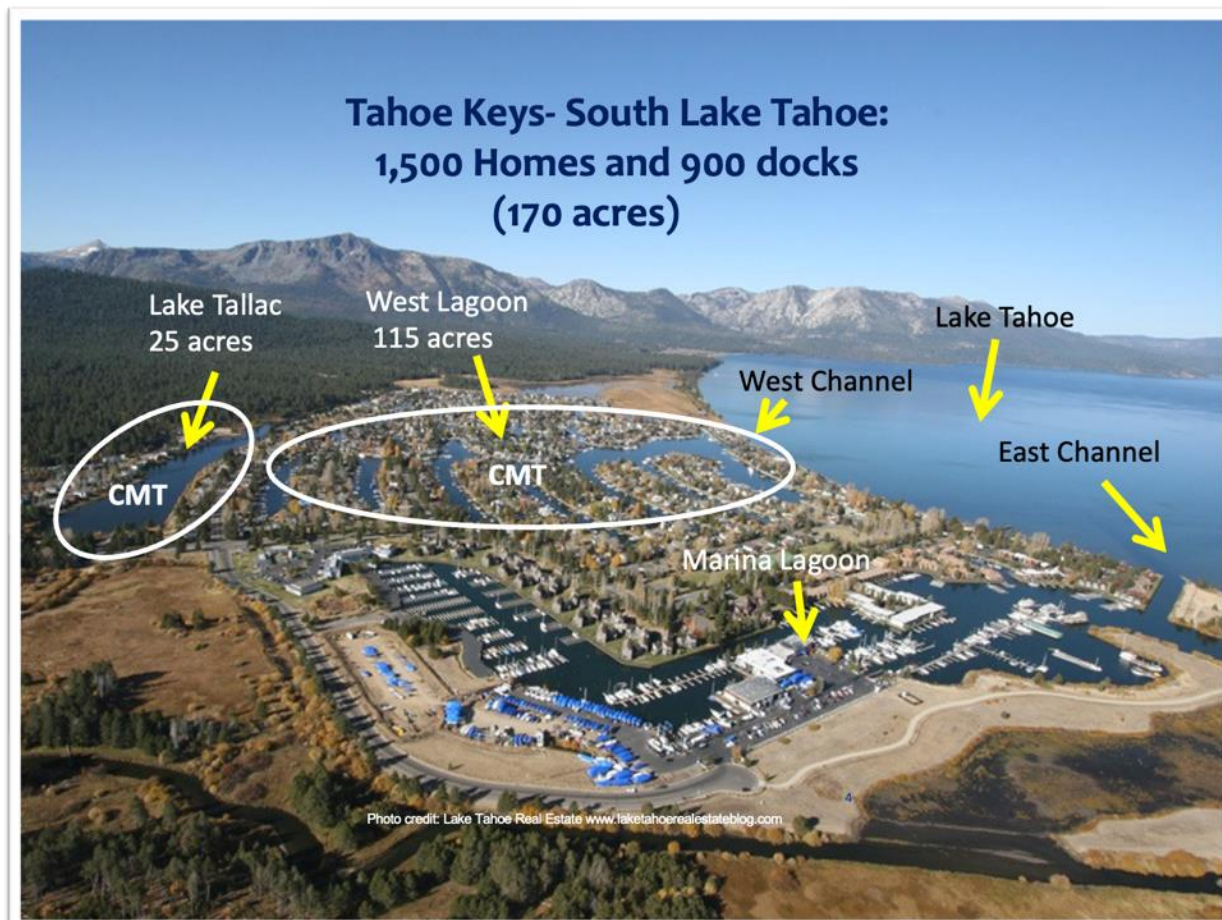 Tahoe Keys- South Lake Tahoe:
1,500 Homes and 900 docks
(170 acres)
Lake Tallac
25 acres
West Lagoon
115 acres
Lake Tahoe
West Channel
East Channel
CMT
CMT
Marina Lagoon
4
Photo credit: Lake Tahoe Real Estate www.laketahoerealestateblog.com